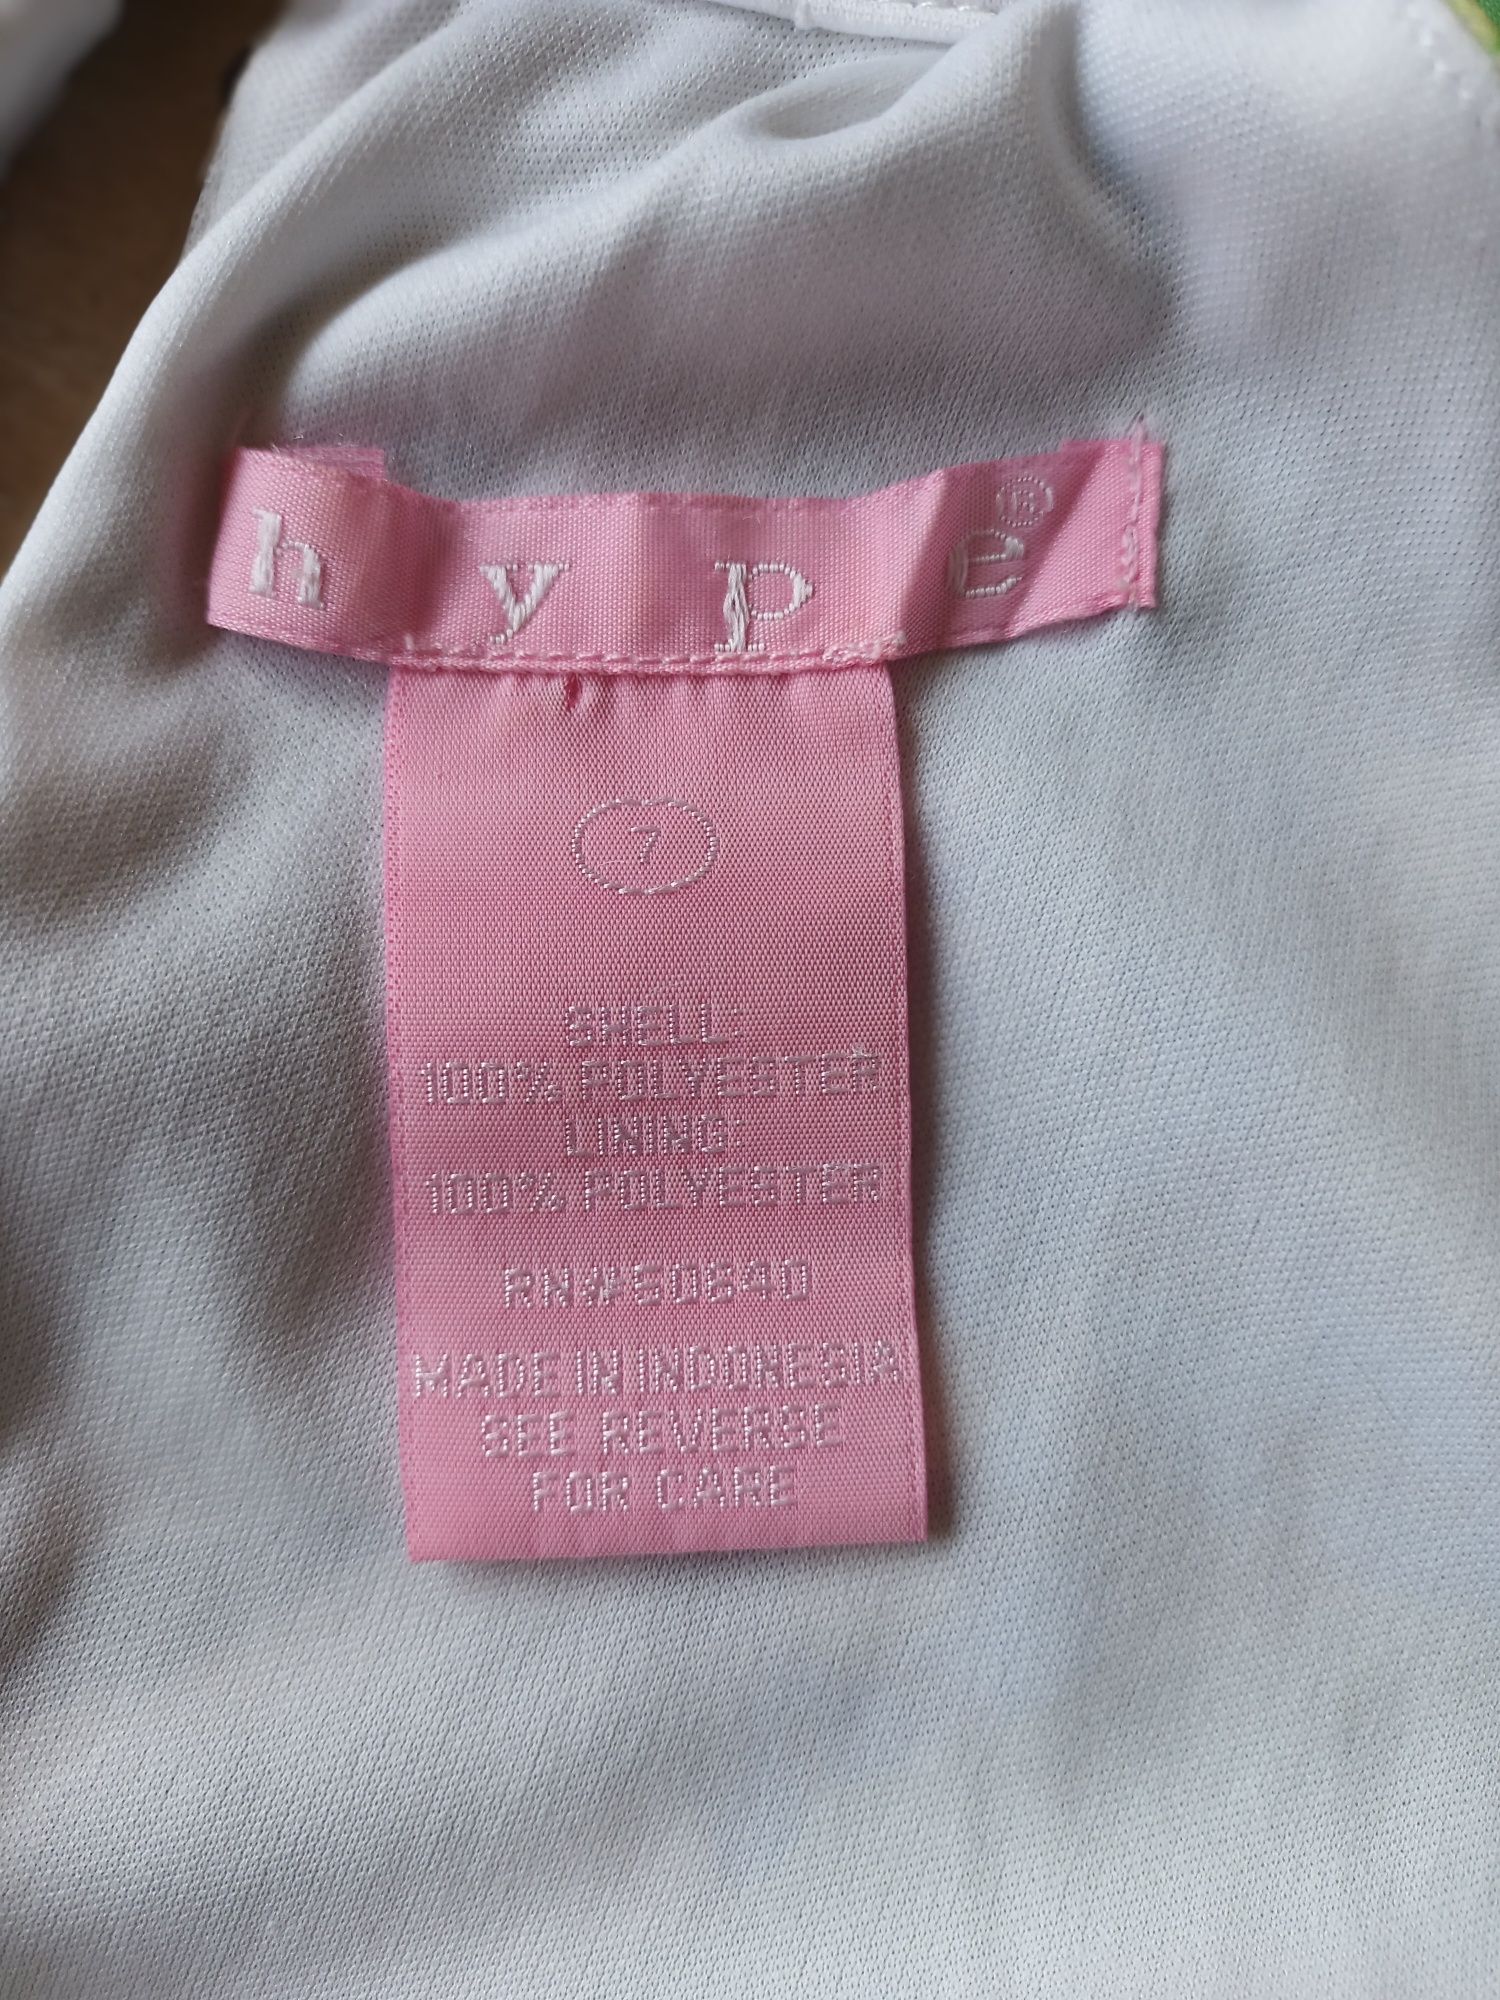 hype®
7
SHELL:
100% POLYESTER
LINING:
100% POLYESTER
RN#50640
MADE IN INDONESIA
SEE REVERSE
FOR CARE